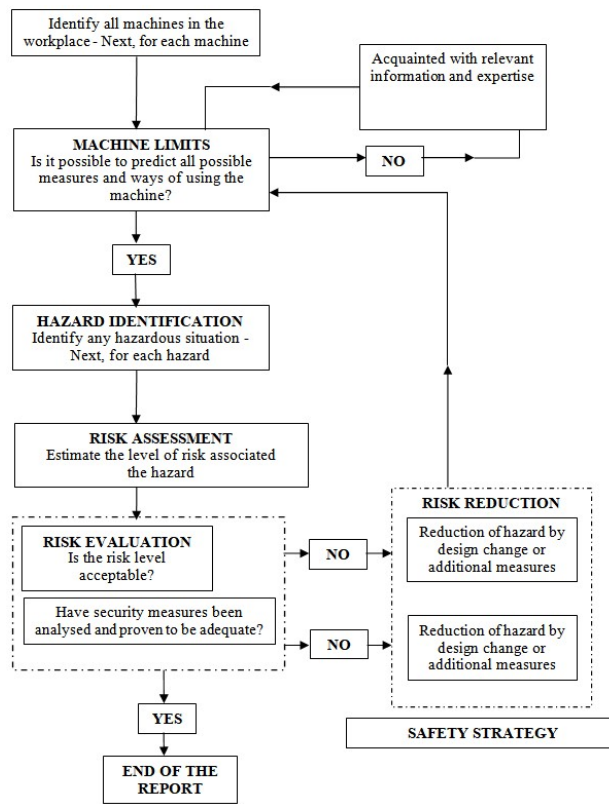 Identify all machines in the
workplace - Next, for each machine
Acquainted with relevant
information and expertise
MACHINE LIMITS
Is it possible to predict all possible
measures and ways of using the
machine?
NO
YES
HAZARD IDENTIFICATION
Identify any hazardous situation -
Next, for each hazard
RISK ASSESSMENT
Estimate the level of risk associated
the hazard
RISK EVALUATION
Is the risk level
acceptable?
NO
Have security measures been
analysed and proven to be adequate?
NO
RISK REDUCTION
Reduction of hazard by
design change or
additional measures
Reduction of hazard by
design change or
additional measures
YES
SAFETY STRATEGY
END OF THE
REPORT